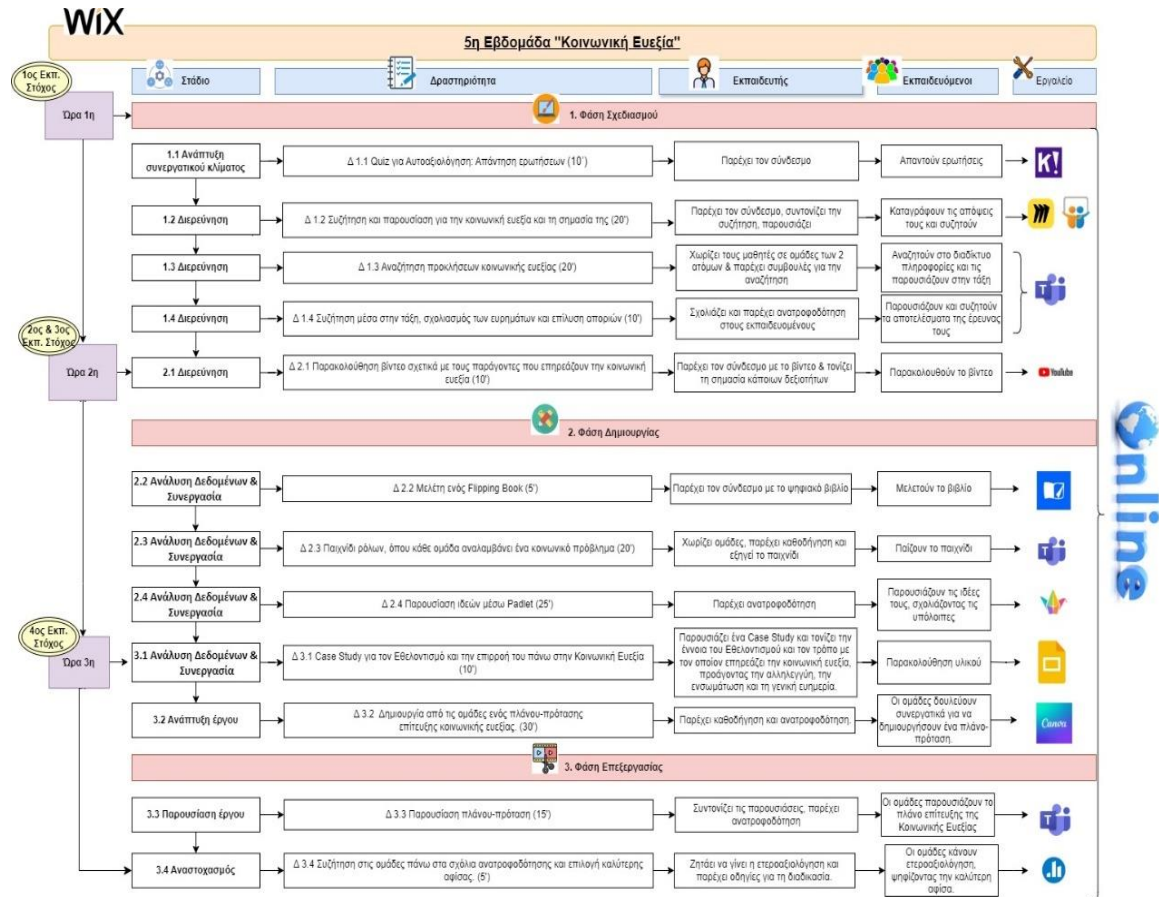 WiX
5η Εβδομάδα "Κοινωνική Ευεξία"
1ος Εκπ.
Στόχος
Στάδιο
Δραστηριότητα
Εκπαιδευτής
Εκπαιδευόμενοι
Εργαλείο
Ώρα 1η
1. Φάση Σχεδιασμού
1.1 Ανάπτυξη
συνεργατικού κλίματος
Δ 1.1 Quiz για Αυτοαξιολόγηση: Απάντηση ερωτήσεων (10΄)
Παρέχει τον σύνδεσμο
Απαντούν ερωτήσεις
K!
1.2 Διερεύνηση
Δ 1.2 Συζήτηση και παρουσίαση για την κοινωνική ευεξία και τη σημασία της (20')
Παρέχει τον σύνδεσμο, συντονίζει την
συζήτηση, παρουσιάζει
Καταγράφουν τις απόψεις
τους και συζητούν
1.3 Διερεύνηση
Δ 1.3 Αναζήτηση προκλήσεων κοινωνικής ευεξίας (20')
Χωρίζει τους μαθητές σε ομάδες των 2
ατόμων & παρέχει συμβουλές για την
αναζήτηση
Αναζητούν στο διαδίκτυο
πληροφορίες και τις
παρουσιάζουν στην τάξη
1.4 Διερεύνηση
Δ 1.4 Συζήτηση μέσα στην τάξη, σχολιασμός των ευρημάτων και επίλυση αποριών (10')
Σχολιάζει και παρέχει ανατροφοδότηση
στους εκπαιδευομένους
Παρουσιάζουν και συζητούν
τα αποτελέσματα της έρευνας
τους
2ος & 3ος
Εκπ. Στόχος
Ώρα 2η
2.1 Διερεύνηση
Δ 2.1 Παρακολούθηση βίντεο σχετικά με τους παράγοντες που επηρεάζουν την κοινωνική
ευεξία (10')
Παρέχει τον σύνδεσμο με το βίντεο & τονίζει
τη σημασία κάποιων δεξιοτήτων
Παρακολουθούν το βίντεο
YouTube
2. Φάση Δημιουργίας
2.2 Ανάλυση Δεδομένων &
Συνεργασία
Δ 2.2 Μελέτη ενός Flipping Book (5')
Παρέχει τον σύνδεσμο με το ψηφιακό βιβλίο
Μελετούν το βιβλίο
2.3 Ανάλυση Δεδομένων &
Συνεργασία
Δ 2.3 Παιχνίδι ρόλων, όπου κάθε ομάδα αναλαμβάνει ένα κοινωνικό πρόβλημα (20')
Χωρίζει ομάδες, παρέχει καθοδήγηση και
εξηγεί το παιχνίδι
Παίζουν το παιχνίδι
2.4 Ανάλυση Δεδομένων &
Συνεργασία
Δ 2.4 Παρουσίαση ιδεών μέσω Padlet (25')
Παρέχει ανατροφοδότηση
Παρουσιάζουν τις ιδέες
τους, σχολιάζοντας τις
υπόλοιπες
4ος Εκπ.
Στόχος
Ώρα 3η
3.1 Ανάλυση Δεδομένων &
Συνεργασία
Δ 3.1 Case Study για τον Εθελοντισμό και την επιρροή του πάνω στην Κοινωνική Ευεξία
(10')
Παρουσιάζει ένα Case Study και τονίζει την
έννοια του Εθελοντισμού και τον τρόπο με
τον οποίον επηρεάζει την κοινωνική ευεξία,
προάγοντας την αλληλεγγύη, την
ενσωμάτωση και τη γενική ευημερία.
Παρακολούθηση υλικού
3.2 Ανάπτυξη έργου
Δ 3.2 Δημιουργία από τις ομάδες ενός πλάνου-πρότασης
επίτευξης κοινωνικής ευεξίας. (30')
Παρέχει καθοδήγηση και ανατροφοδότηση.
Οι ομάδες δουλεύουν
συνεργατικά για να
δημιουργήσουν ένα πλάνο-
πρόταση.
Canva
3. Φάση Επεξεργασίας
3.3 Παρουσίαση έργου
Δ 3.3 Παρουσίαση πλάνου-πρόταση (15')
Συντονίζει τις παρουσιάσεις, παρέχει
ανατροφοδότηση
Οι ομάδες παρουσιάζουν το
πλάνο επίτευξης της
Κοινωνικής Ευεξίας
3.4 Αναστοχασμός
Δ 3.4 Συζήτηση στις ομάδες πάνω στα σχόλια ανατροφοδότησης και επιλογή καλύτερης
αφίσας. (5')
Ζητάει να γίνει η ετεροαξιολόγηση και
παρέχει οδηγίες για τη διαδικασία.
Οι ομάδες κάνουν
ετεροαξιολόγηση,
ψηφίζοντας την καλύτερη
αφίσα.
Online